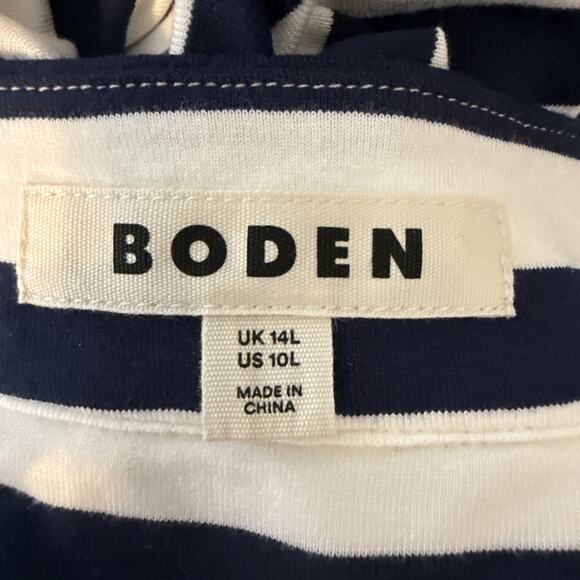 BODEN
UK 14L
US 10L
MADE IN
CHINA